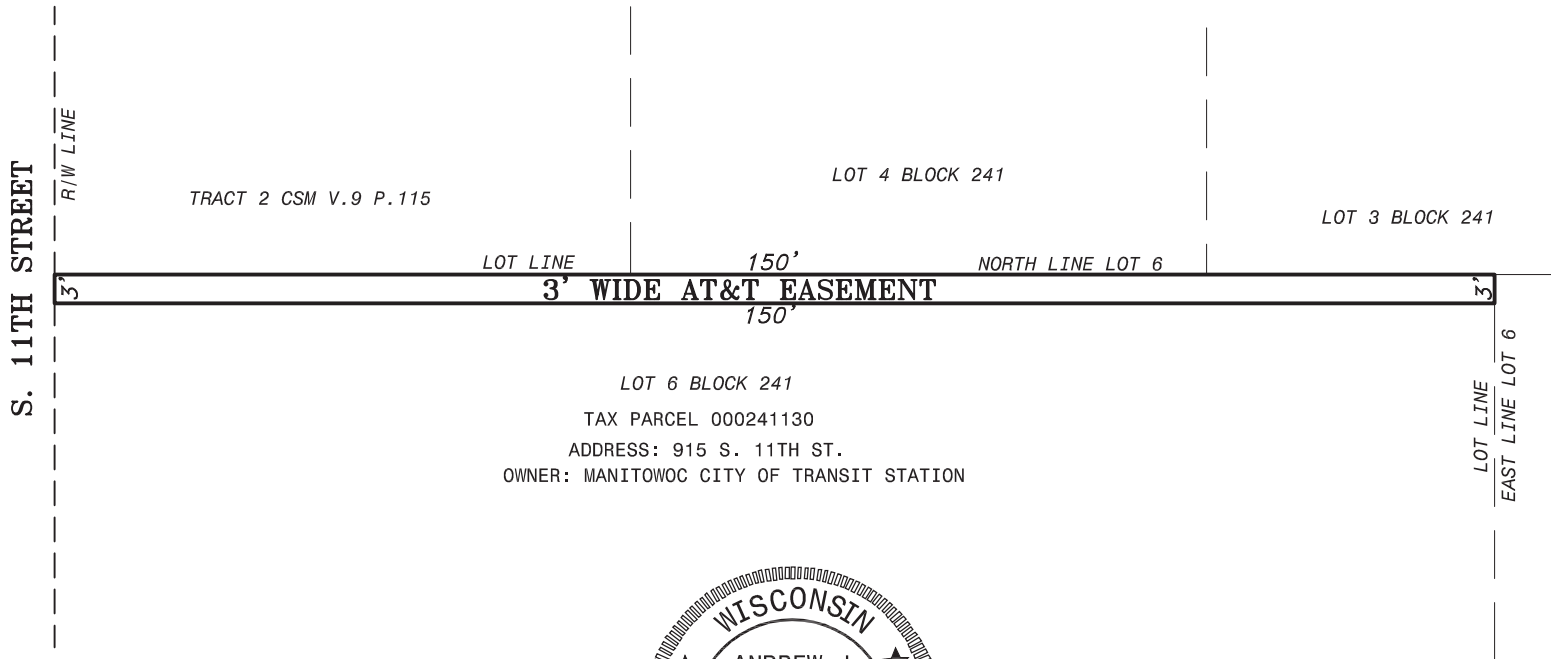 S. 11TH STREET
R/W LINE
TRACT 2 CSM V.9 P.115
LOT 4 BLOCK 241
LOT 3 BLOCK 241
LOT LINE
150'
NORTH LINE LOT 6
3'
3' WIDE AT&T EASEMENT
3'
150'
LOT 6 BLOCK 241
TAX PARCEL 000241130
ADDRESS: 915 S. 11TH ST.
OWNER: MANITOWOC CITY OF TRANSIT STATION
LOT LINE
EAST LINE LOT 6
WISCONSIN
ANDREW J